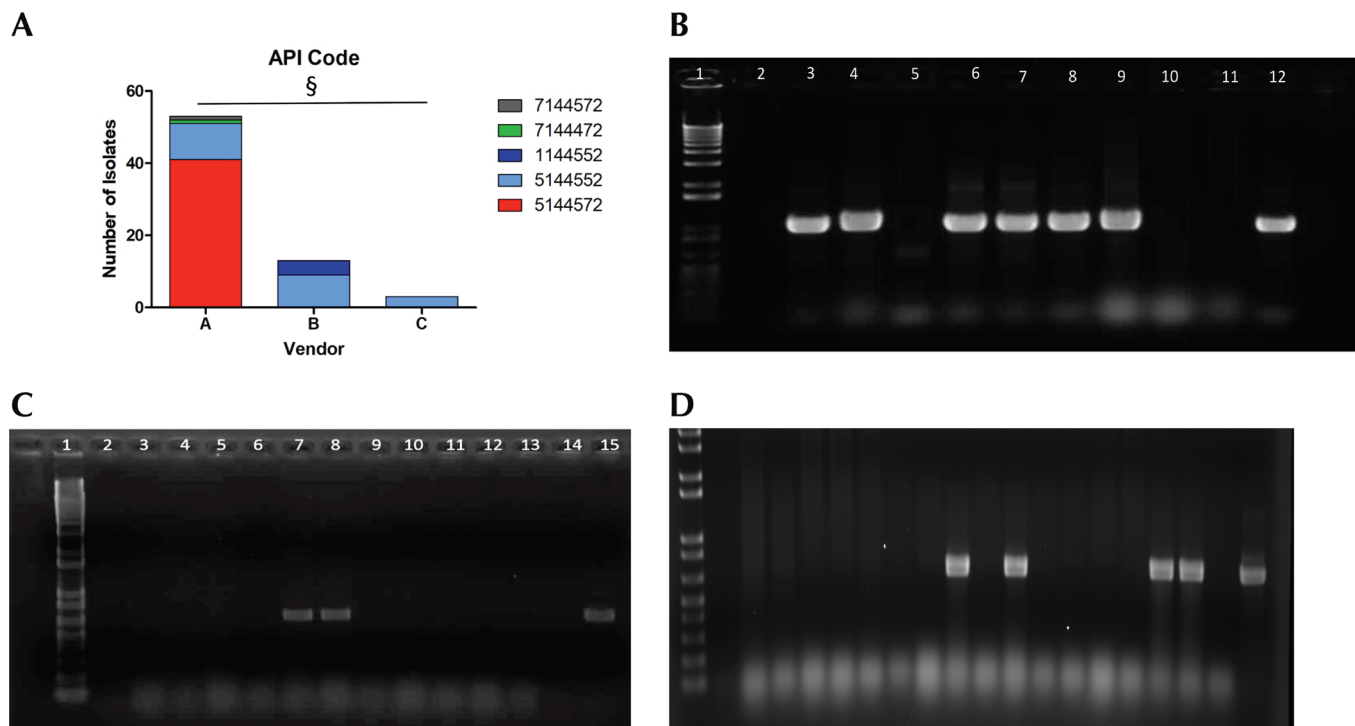 A
API Code
§
60
40
20
0
Number of Isolates
A B C
Vendor
7144572
7144472
1144552
5144552
5144572
B
1 2 3 4 5 6 7 8 9 10 11 12
C
1 2 3 4 5 6 7 8 9 10 11 12 13 14 15
D